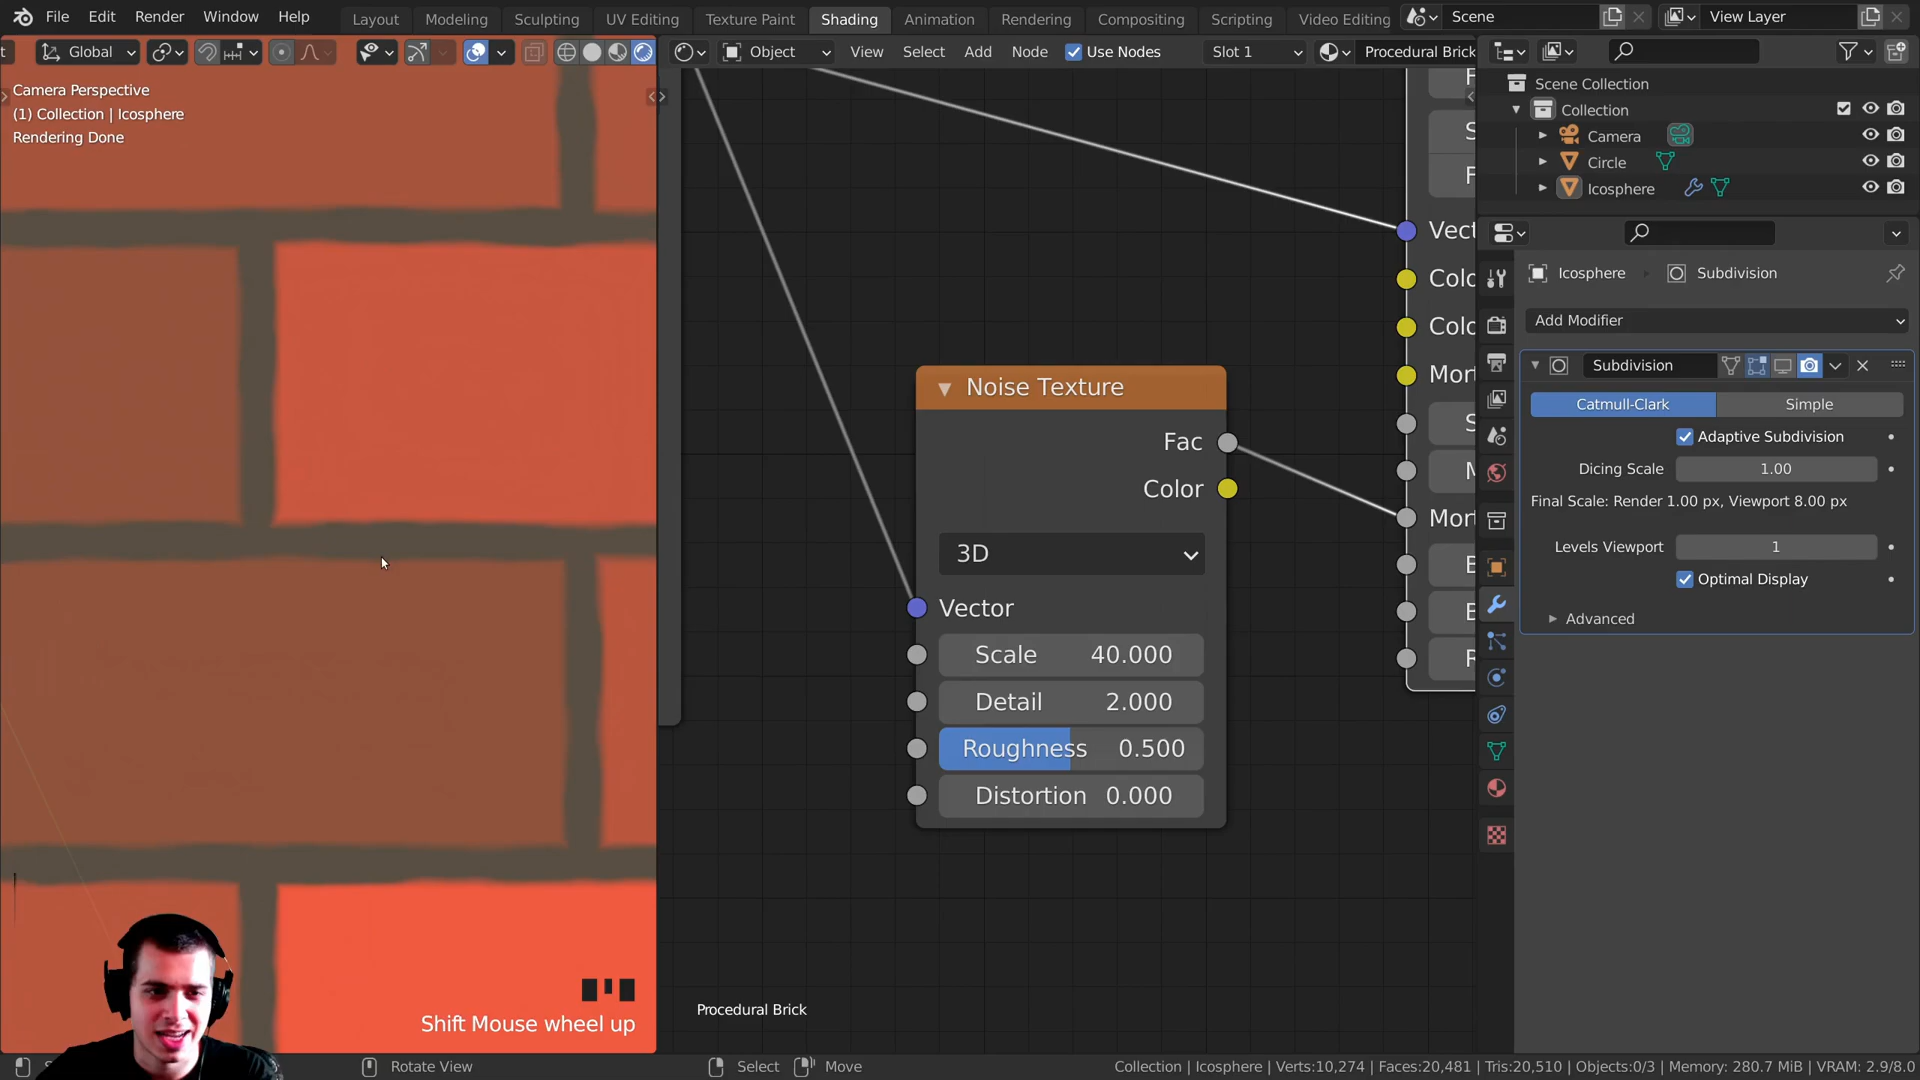 File Edit Render Window Help
Layout Modeling Sculpting UV Editing Texture Paint Shading Animation Rendering Compositing Scripting Video Editing
Scene
View Layer
Global
Object View Select Add Node Use Nodes Slot 1 Procedural Brick
Camera Perspective
(1) Collection | Icosphere
Rendering Done
Scene Collection
Collection
Camera
Circle
Icosphere
Icosphere Subdivision
Add Modifier
Subdivision
Catmull-Clark Simple
Adaptive Subdivision
Dicing Scale 1.00
Final Scale: Render 1.00 px, Viewport 8.00 px
Levels Viewport 1
Optimal Display
Advanced
Noise Texture
Fac
Color
3D
Vector
Scale 40.000
Detail 2.000
Roughness 0.500
Distortion 0.000
S
F
Vect
Colo
Colo
Mort
S
M
Mort
B
B
R
Procedural Brick
Shift Mouse wheel up
Rotate View Select Move
Collection | Icosphere | Verts:10,274 | Faces:20,481 | Tris:20,510 | Objects:0/3 | Memory: 280.7 MiB | VRAM: 2.9/8.0